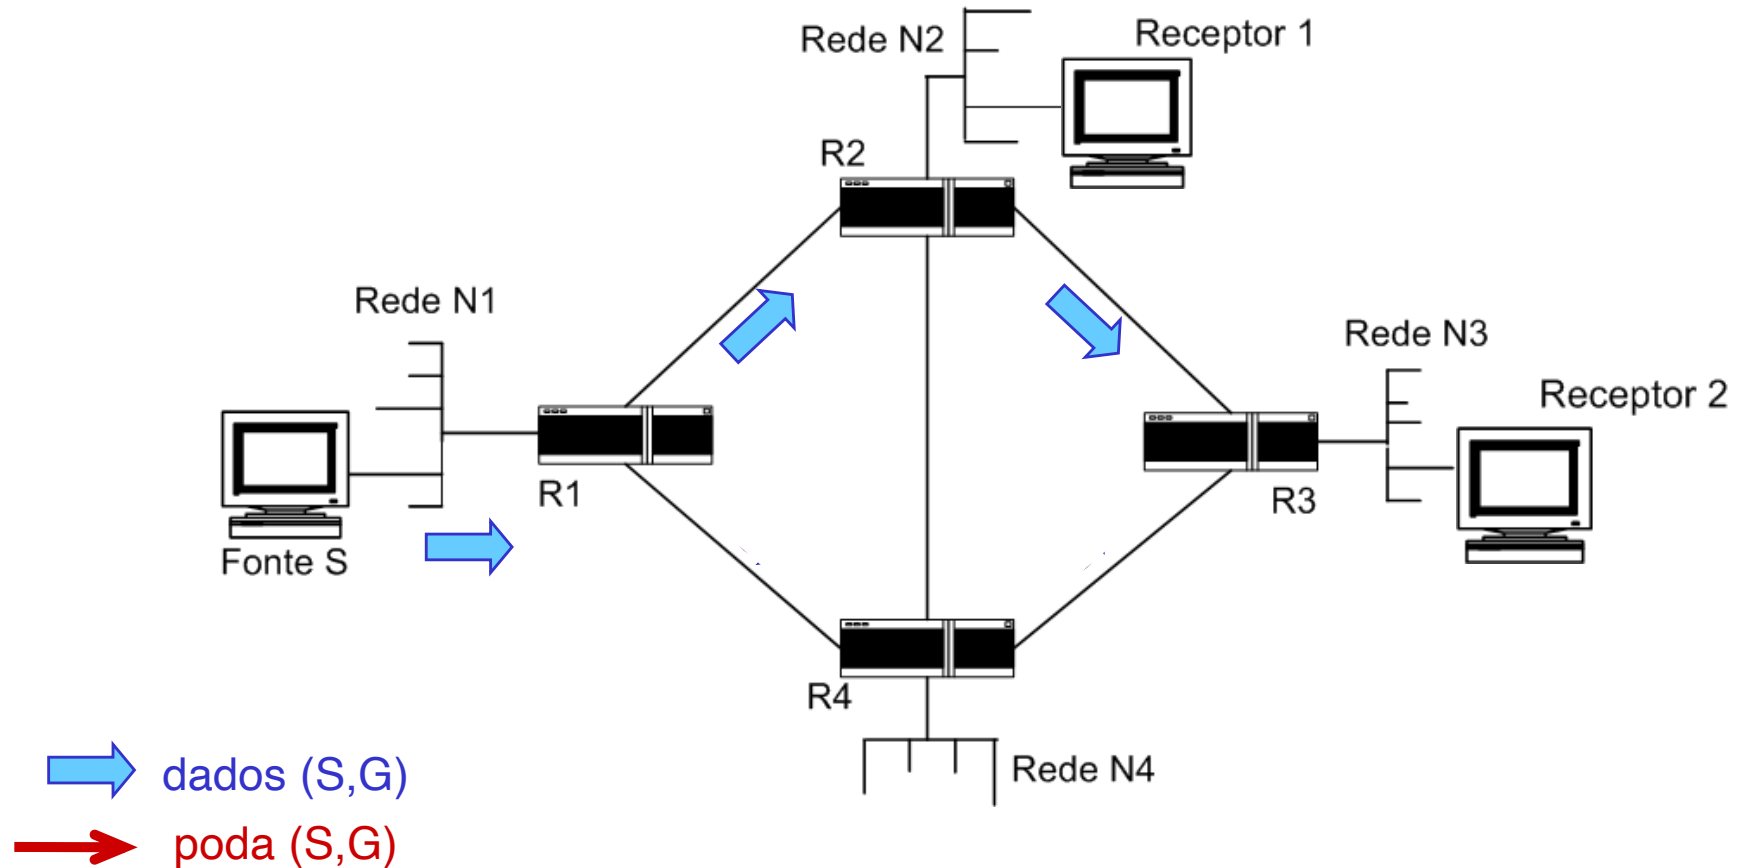 Rede N2
Receptor 1
R2
Rede N1
Rede N3
Receptor 2
R1
R3
Fonte S
R4
Rede N4
dados (S,G)
poda (S,G)